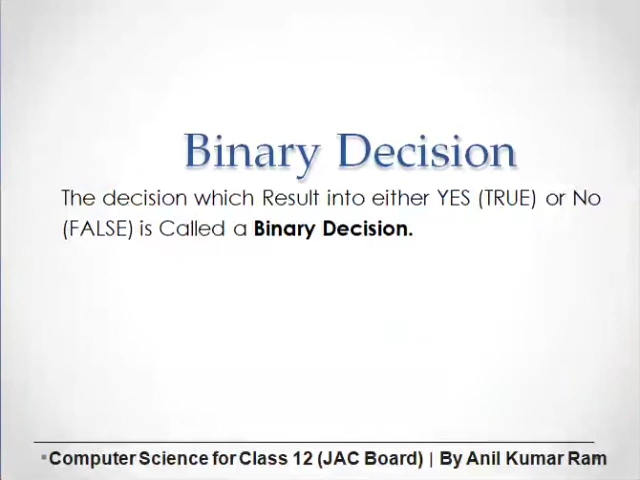 Binary Decision
The decision which Result into either YES (TRUE) or No
(FALSE) is Called a Binary Decision.
•Computer Science for Class 12 (JAC Board) | By Anil Kumar Ram